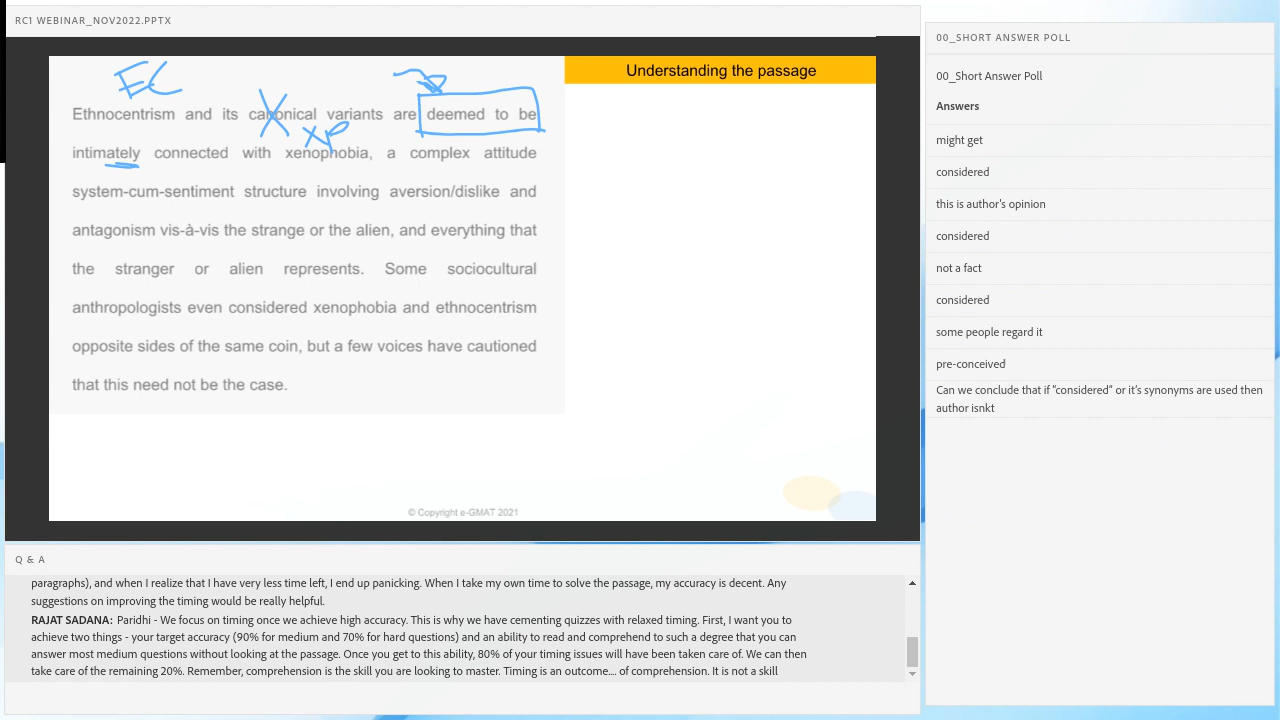 RC1 WEBINAR_NOV2022.PPTX
EC
X
XP
Understanding the passage
Ethnocentrism and its canonical variants are deemed to be
intimately connected with xenophobia, a complex attitude
system-cum-sentiment structure involving aversion/dislike and
antagonism vis-à-vis the strange or the alien, and everything that
the stranger or alien represents. Some sociocultural
anthropologists even considered xenophobia and ethnocentrism
opposite sides of the same coin, but a few voices have cautioned
that this need not be the case.
© Copyright e-GMAT 2021
Q & A
paragraphs), and when I realize that I have very less time left, I end up panicking. When I take my own time to solve the passage, my accuracy is decent. Any
suggestions on improving the timing would be really helpful.
RAJAT SADANA: Paridhi - We focus on timing once we achieve high accuracy. This is why we have cementing quizzes with relaxed timing. First, I want you to
achieve two things - your target accuracy (90% for medium and 70% for hard questions) and an ability to read and comprehend to such a degree that you can
answer most medium questions without looking at the passage. Once you get to this ability, 80% of your timing issues will have been taken care of. We can then
take care of the remaining 20%. Remember, comprehension is the skill you are looking to master. Timing is an outcome.... of comprehension. It is not a skill
00_SHORT ANSWER POLL
00_Short Answer Poll
Answers
might get
considered
this is author's opinion
considered
not a fact
considered
some people regard it
pre-conceived
Can we conclude that if “considered” or it’s synonyms are used then
author isnkt